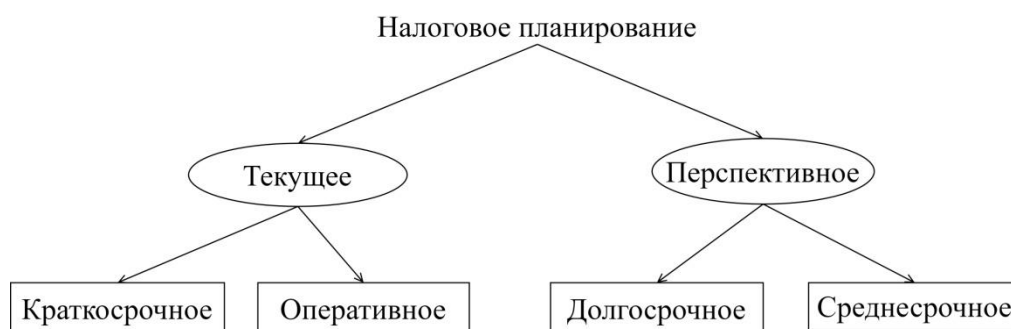 Налоговое планирование
Текущее
Перспективное
Краткосрочное
Оперативное
Долгосрочное
Среднесрочное